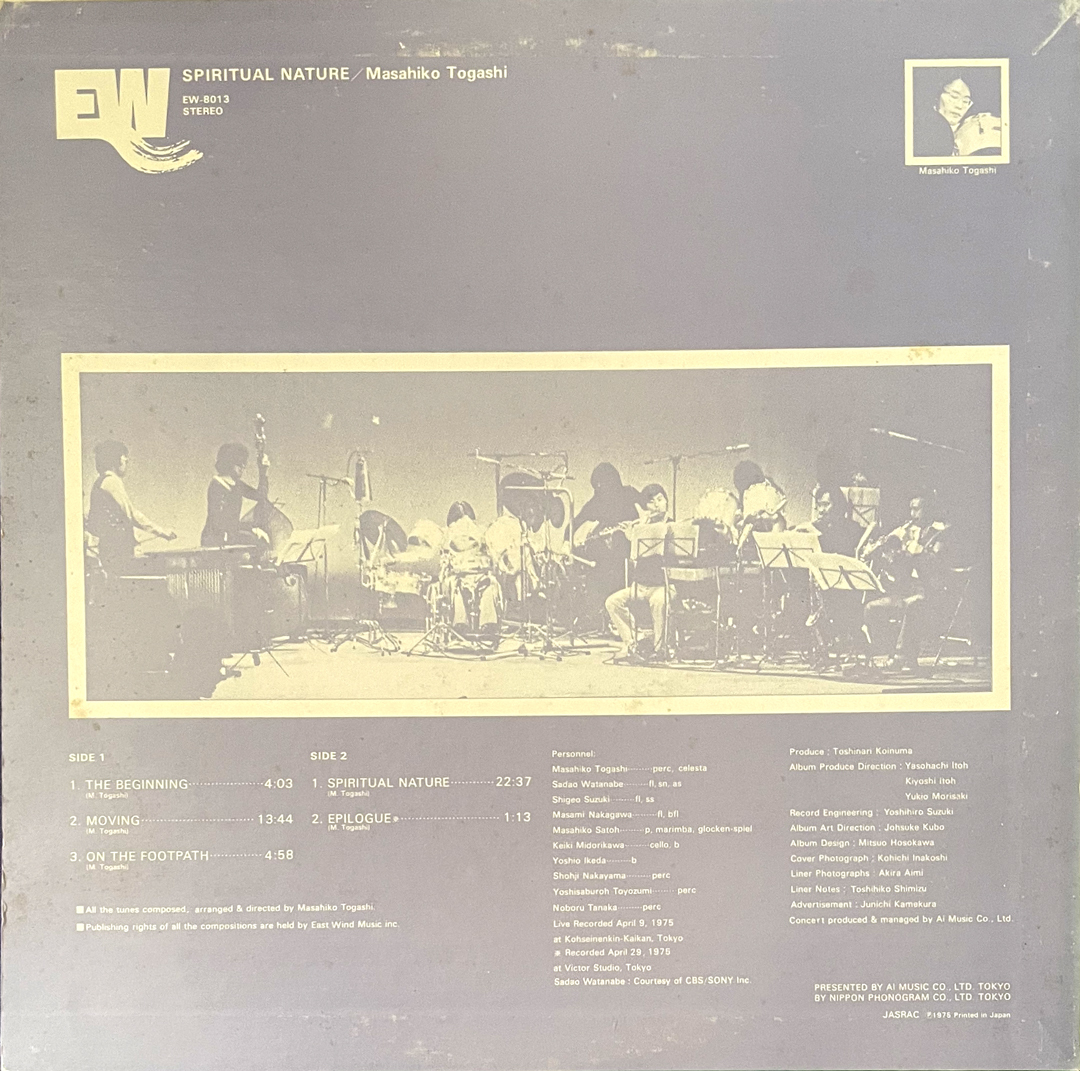 EW
SPIRITUAL NATURE／Masahiko Togashi
EW-8013
STEREO
Masahiko Togashi
SIDE 1
1. THE BEGINNING··············4:03
(M. Togashi)
2. MOVING··············13:44
(M. Togashi)
3. ON THE FOOTPATH··············4:58
(M. Togashi)
SIDE 2
1. SPIRITUAL NATURE··········22:37
(M. Togashi)
2. EPILOGUE※··············1:13
(M. Togashi)
■All the tunes composed, arranged & directed by Masahiko Togashi.
■Publishing rights of all the compositions are held by East Wind Music inc.
Personnel:
Masahiko Togashi········perc, celesta
Sadao Watanabe········fl, sn, as
Shigeo Suzuki········fl, ss
Masami Nakagawa········fl, bfl
Masahiko Satoh········p, marimba, glocken-spiel
Keiki Midorikawa········cello, b
Yoshio Ikeda········b
Shohji Nakayama········perc
Yoshisaburoh Toyozumi········perc
Noboru Tanaka········perc
Live Recorded April 9, 1975
at Kohseinenkin-Kaikan, Tokyo
※ Recorded April 29, 1975
at Victor Studio, Tokyo
Sadao Watanabe : Courtesy of CBS/SONY Inc.
Produce : Toshinari Koinuma
Album Produce Direction : Yasohachi Itoh
Kiyoshi Itoh
Yukio Morisaki
Record Engineering : Yoshihiro Suzuki
Album Art Direction : Johsuke Kubo
Album Design : Mitsuo Hosokawa
Cover Photograph : Kohichi Inakoshi
Liner Photographs : Akira Aimi
Liner Notes : Toshihiko Shimizu
Advertisement : Junichi Kamekura
Concert produced & managed by Ai Music Co., Ltd.
PRESENTED BY AI MUSIC CO., LTD. TOKYO
BY NIPPON PHONOGRAM CO., LTD. TOKYO
JASRAC ℗1975 Printed in Japan